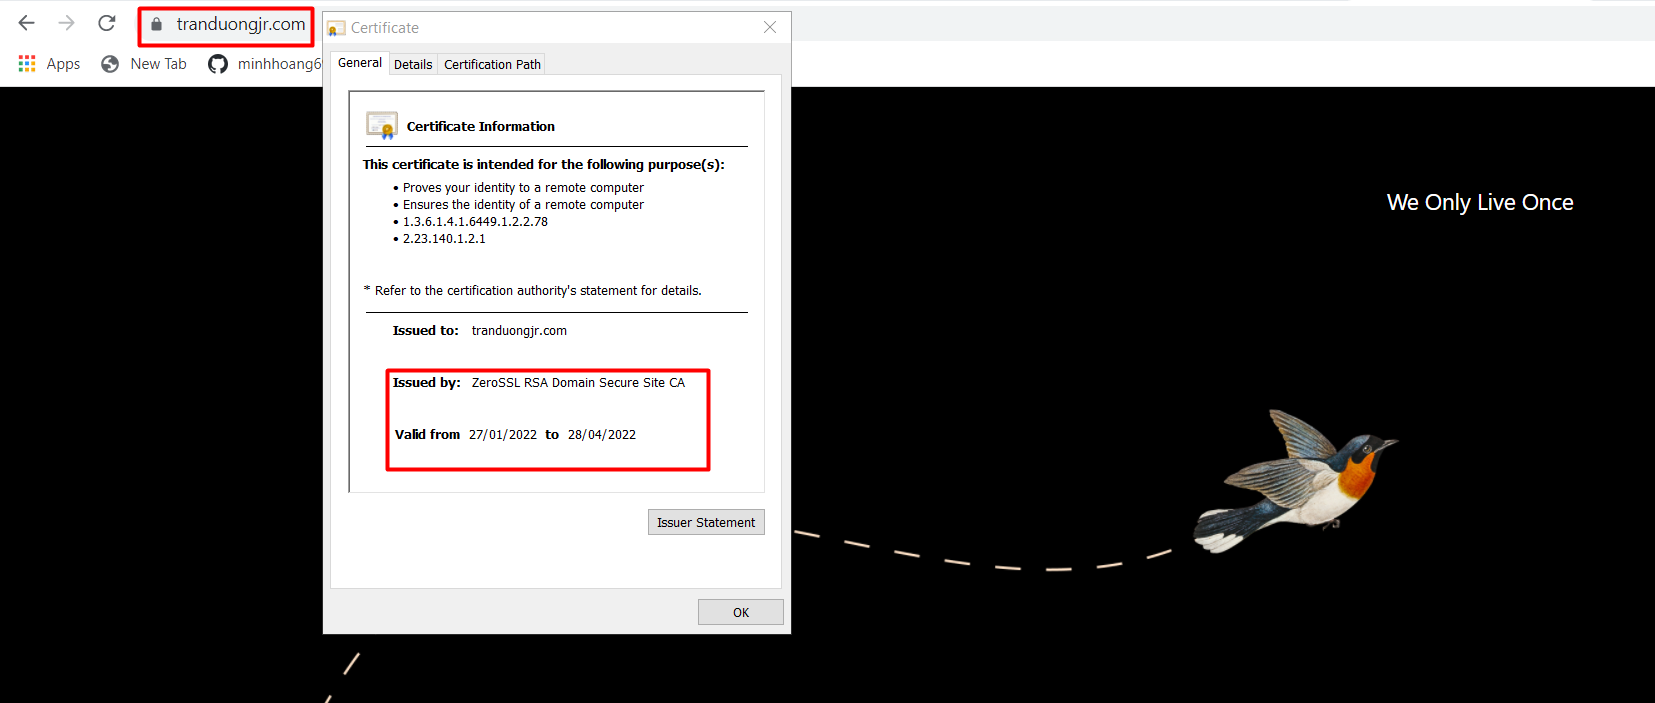 tranduongjr.com
Apps
New Tab
minhhoang6
Certificate
General
Details
Certification Path
Certificate Information
This certificate is intended for the following purpose(s):
• Proves your identity to a remote computer
• Ensures the identity of a remote computer
• 1.3.6.1.4.1.6449.1.2.2.78
• 2.23.140.1.2.1
* Refer to the certification authority's statement for details.
Issued to: tranduongjr.com
Issued by: ZeroSSL RSA Domain Secure Site CA
Valid from 27/01/2022 to 28/04/2022
Issuer Statement
OK
We Only Live Once